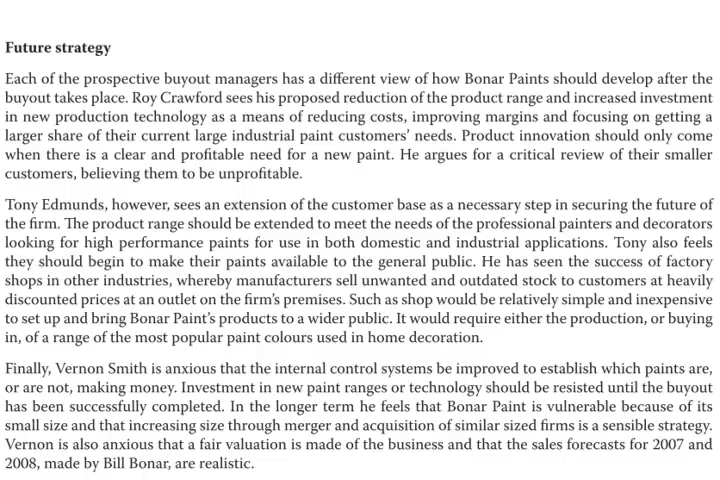 Future strategy
Each of the prospective buyout managers has a different view of how Bonar Paints should develop after the
buyout takes place. Roy Crawford sees his proposed reduction of the product range and increased investment
in new production technology as a means of reducing costs, improving margins and focusing on getting a
larger share of their current large industrial paint customers’ needs. Product innovation should only come
when there is a clear and profitable need for a new paint. He argues for a critical review of their smaller
customers, believing them to be unprofitable.
Tony Edmunds, however, sees an extension of the customer base as a necessary step in securing the future of
the firm. The product range should be extended to meet the needs of the professional painters and decorators
looking for high performance paints for use in both domestic and industrial applications. Tony also feels
they should begin to make their paints available to the general public. He has seen the success of factory
shops in other industries, whereby manufacturers sell unwanted and outdated stock to customers at heavily
discounted prices at an outlet on the firm’s premises. Such as shop would be relatively simple and inexpensive
to set up and bring Bonar Paint’s products to a wider public. It would require either the production, or buying
in, of a range of the most popular paint colours used in home decoration.
Finally, Vernon Smith is anxious that the internal control systems be improved to establish which paints are,
or are not, making money. Investment in new paint ranges or technology should be resisted until the buyout
has been successfully completed. In the longer term he feels that Bonar Paint is vulnerable because of its
small size and that increasing size through merger and acquisition of similar sized firms is a sensible strategy.
Vernon is also anxious that a fair valuation is made of the business and that the sales forecasts for 2007 and
2008, made by Bill Bonar, are realistic.